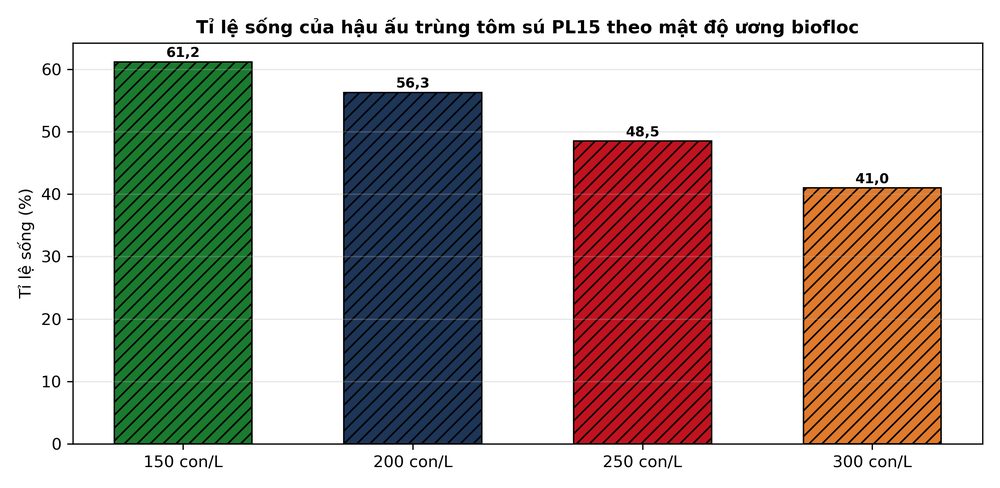 Tỉ lệ sống của hậu ấu trùng tôm sú PL15 theo mật độ ương biofloc
Tỉ lệ sống (%)
60
50
40
30
20
10
0
61,2
56,3
48,5
41,0
150 con/L
200 con/L
250 con/L
300 con/L